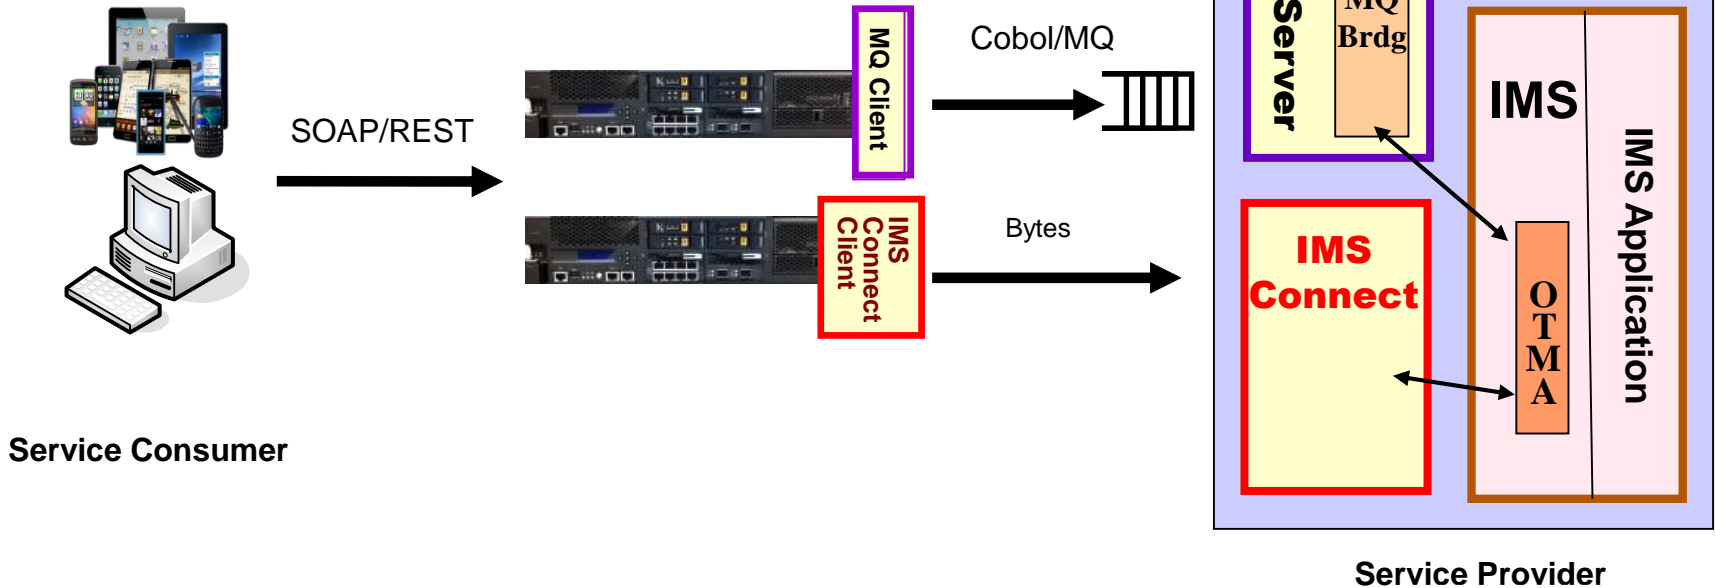 SOAP/REST
Service Consumer
MQ Client
IMS
Connect
Client
Cobol/MQ
Bytes
Server
MQ
Brdg
IMS
Connect
IMS
O
T
M
A
IMS Application
Service Provider